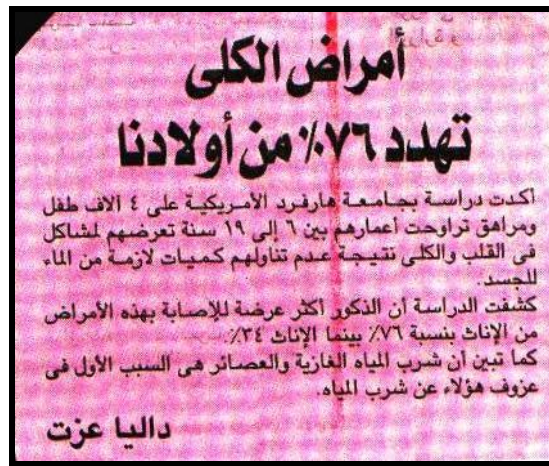 أمراض الكلى
تهدد ٧٦٪ من أولادنا
أكدت دراسة بجامعة هارفرد الأمريكية على ٤ آلاف طفل
ومراهق تراوحت أعمارهم بين ٦ إلى ١٩ سنة تعرضهم لمشاكل
فى القلب والكلى نتيجة عدم تناولهم كميات لازمة من الماء
للجسد.
كشفت الدراسة أن الذكور أكثر عرضة للإصابة بهذه الأمراض
من الإناث بنسبة ٧٦٪ بينما الإناث ٣٤٪.
كما تبين أن شرب المياه الغازية والعصائر هى السبب الأول فى
عزوف هؤلاء عن شرب المياه.
داليا عزت